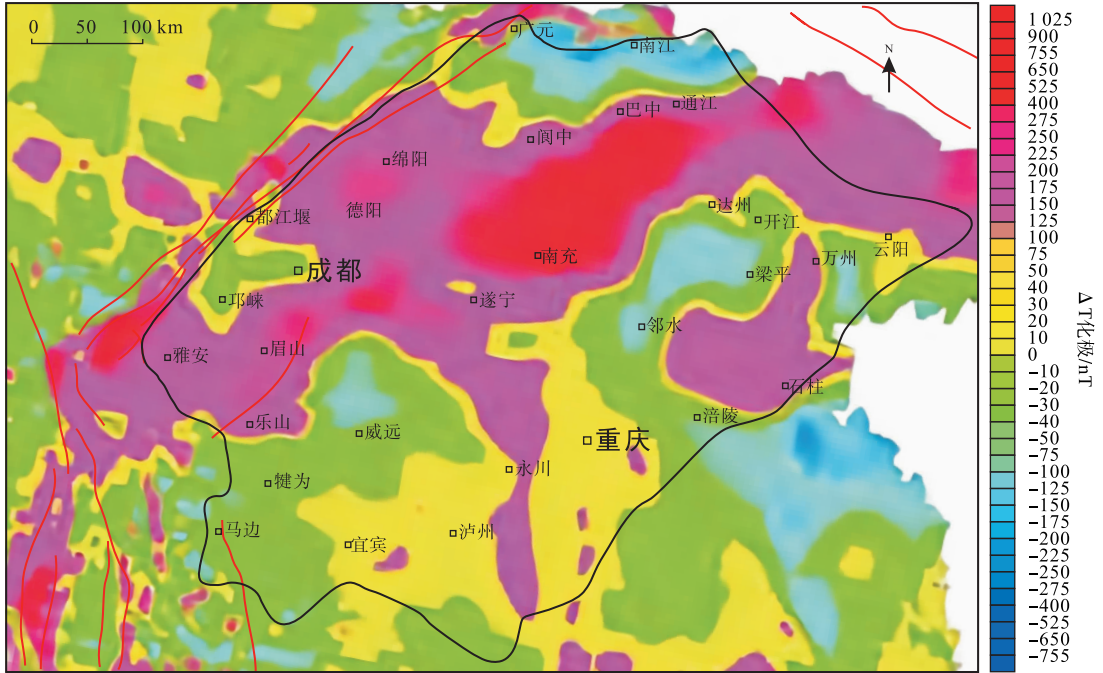 0 50 100 km
广元
南江
N
巴中
通江
阆中
绵阳
德阳
都江堰
达州
开江
云阳
成都
南充
梁平
万州
邛崃
遂宁
邻水
雅安
眉山
石柱
乐山
威远
重庆
涪陵
永川
犍为
马边
宜宾
泸州
1 025
900
755
650
525
400
275
250
225
200
175
150
125
100
75
50
40
30
20
10
0
-10
-20
-30
-40
-50
-75
-100
-125
-150
-175
-200
-225
-250
-275
-400
-525
-650
-755
ΔT化极/nT